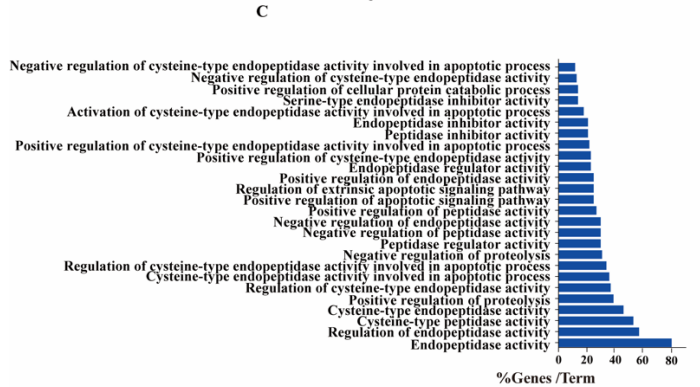 C
Negative regulation of cysteine-type endopeptidase activity involved in apoptotic process
Negative regulation of cysteine-type endopeptidase activity
Positive regulation of cellular protein catabolic process
Serine-type endopeptidase inhibitor activity
Activation of cysteine-type endopeptidase activity involved in apoptotic process
Endopeptidase inhibitor activity
Peptidase inhibitor activity
Positive regulation of cysteine-type endopeptidase activity involved in apoptotic process
Positive regulation of cysteine-type endopeptidase activity
Endopeptidase regulator activity
Positive regulation of endopeptidase activity
Regulation of extrinsic apoptotic signaling pathway
Positive regulation of apoptotic signaling pathway
Positive regulation of peptidase activity
Negative regulation of endopeptidase activity
Negative regulation of peptidase activity
Peptidase regulator activity
Negative regulation of proteolysis
Regulation of cysteine-type endopeptidase activity involved in apoptotic process
Cysteine-type endopeptidase activity involved in apoptotic process
Regulation of cysteine-type endopeptidase activity
Positive regulation of proteolysis
Cysteine-type endopeptidase activity
Cysteine-type peptidase activity
Regulation of endopeptidase activity
Endopeptidase activity
0 20 40 60 80
%Genes /Term